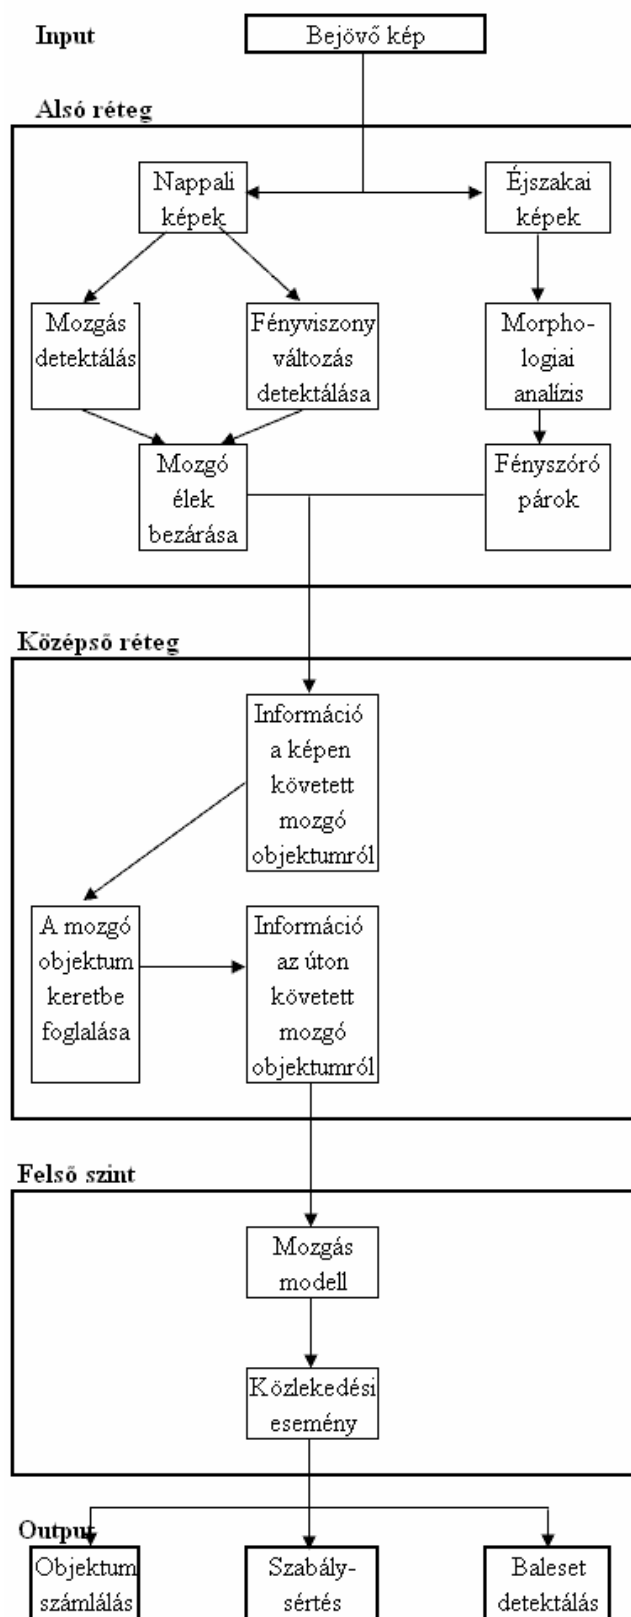 Input
Bejövő kép
Alsó réteg
Nappali
képek
Éjszakai
képek
Mozgás
detektálás
Fényviszony
változás
detektálása
Morpho-
logiai
analízis
Mozgó
élek
bezárása
Fényszóró
párok
Középső réteg
Információ
a képen
követett
mozgó
objektumról
A mozgó
objektum
keretbe
foglalása
Információ
az úton
követett
mozgó
objektumról
Felső szint
Mozgás
modell
Közlekedési
esemény
Output
Objektum
számlálás
Szabály-
sértés
Baleset
detektálás